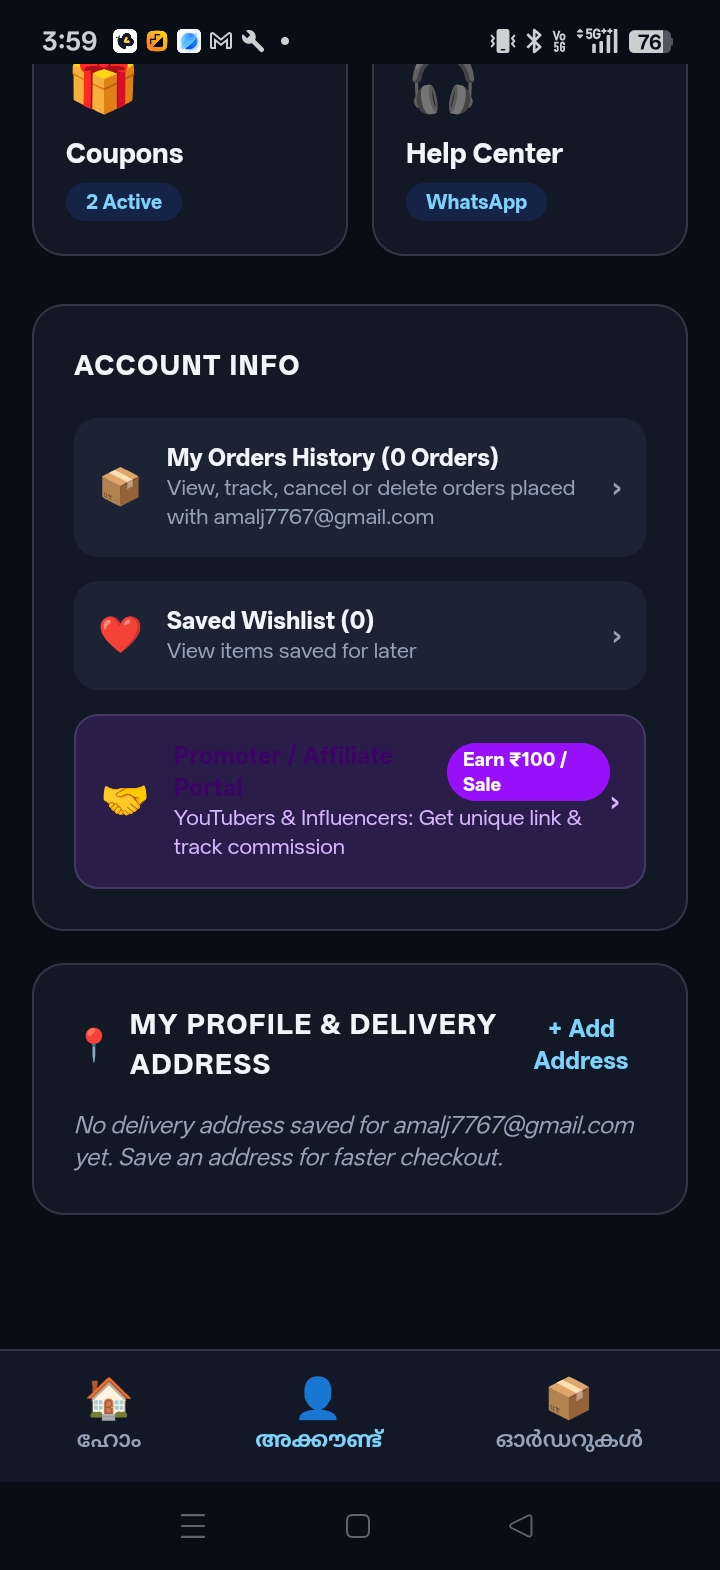 3:59
Vo
5G
5G++
76
Coupons
Help Center
2 Active
WhatsApp
ACCOUNT INFO
My Orders History (0 Orders)
View, track, cancel or delete orders placed
with amalj7767@gmail.com
Saved Wishlist (0)
View items saved for later
Promoter / Affiliate
Portal
Earn ₹100 /
Sale
YouTubers & Influencers: Get unique link &
track commission
MY PROFILE & DELIVERY
ADDRESS
+ Add
Address
No delivery address saved for amalj7767@gmail.com
yet. Save an address for faster checkout.
ഹോം
അക്കൗണ്ട്
ഓർഡറുകൾ